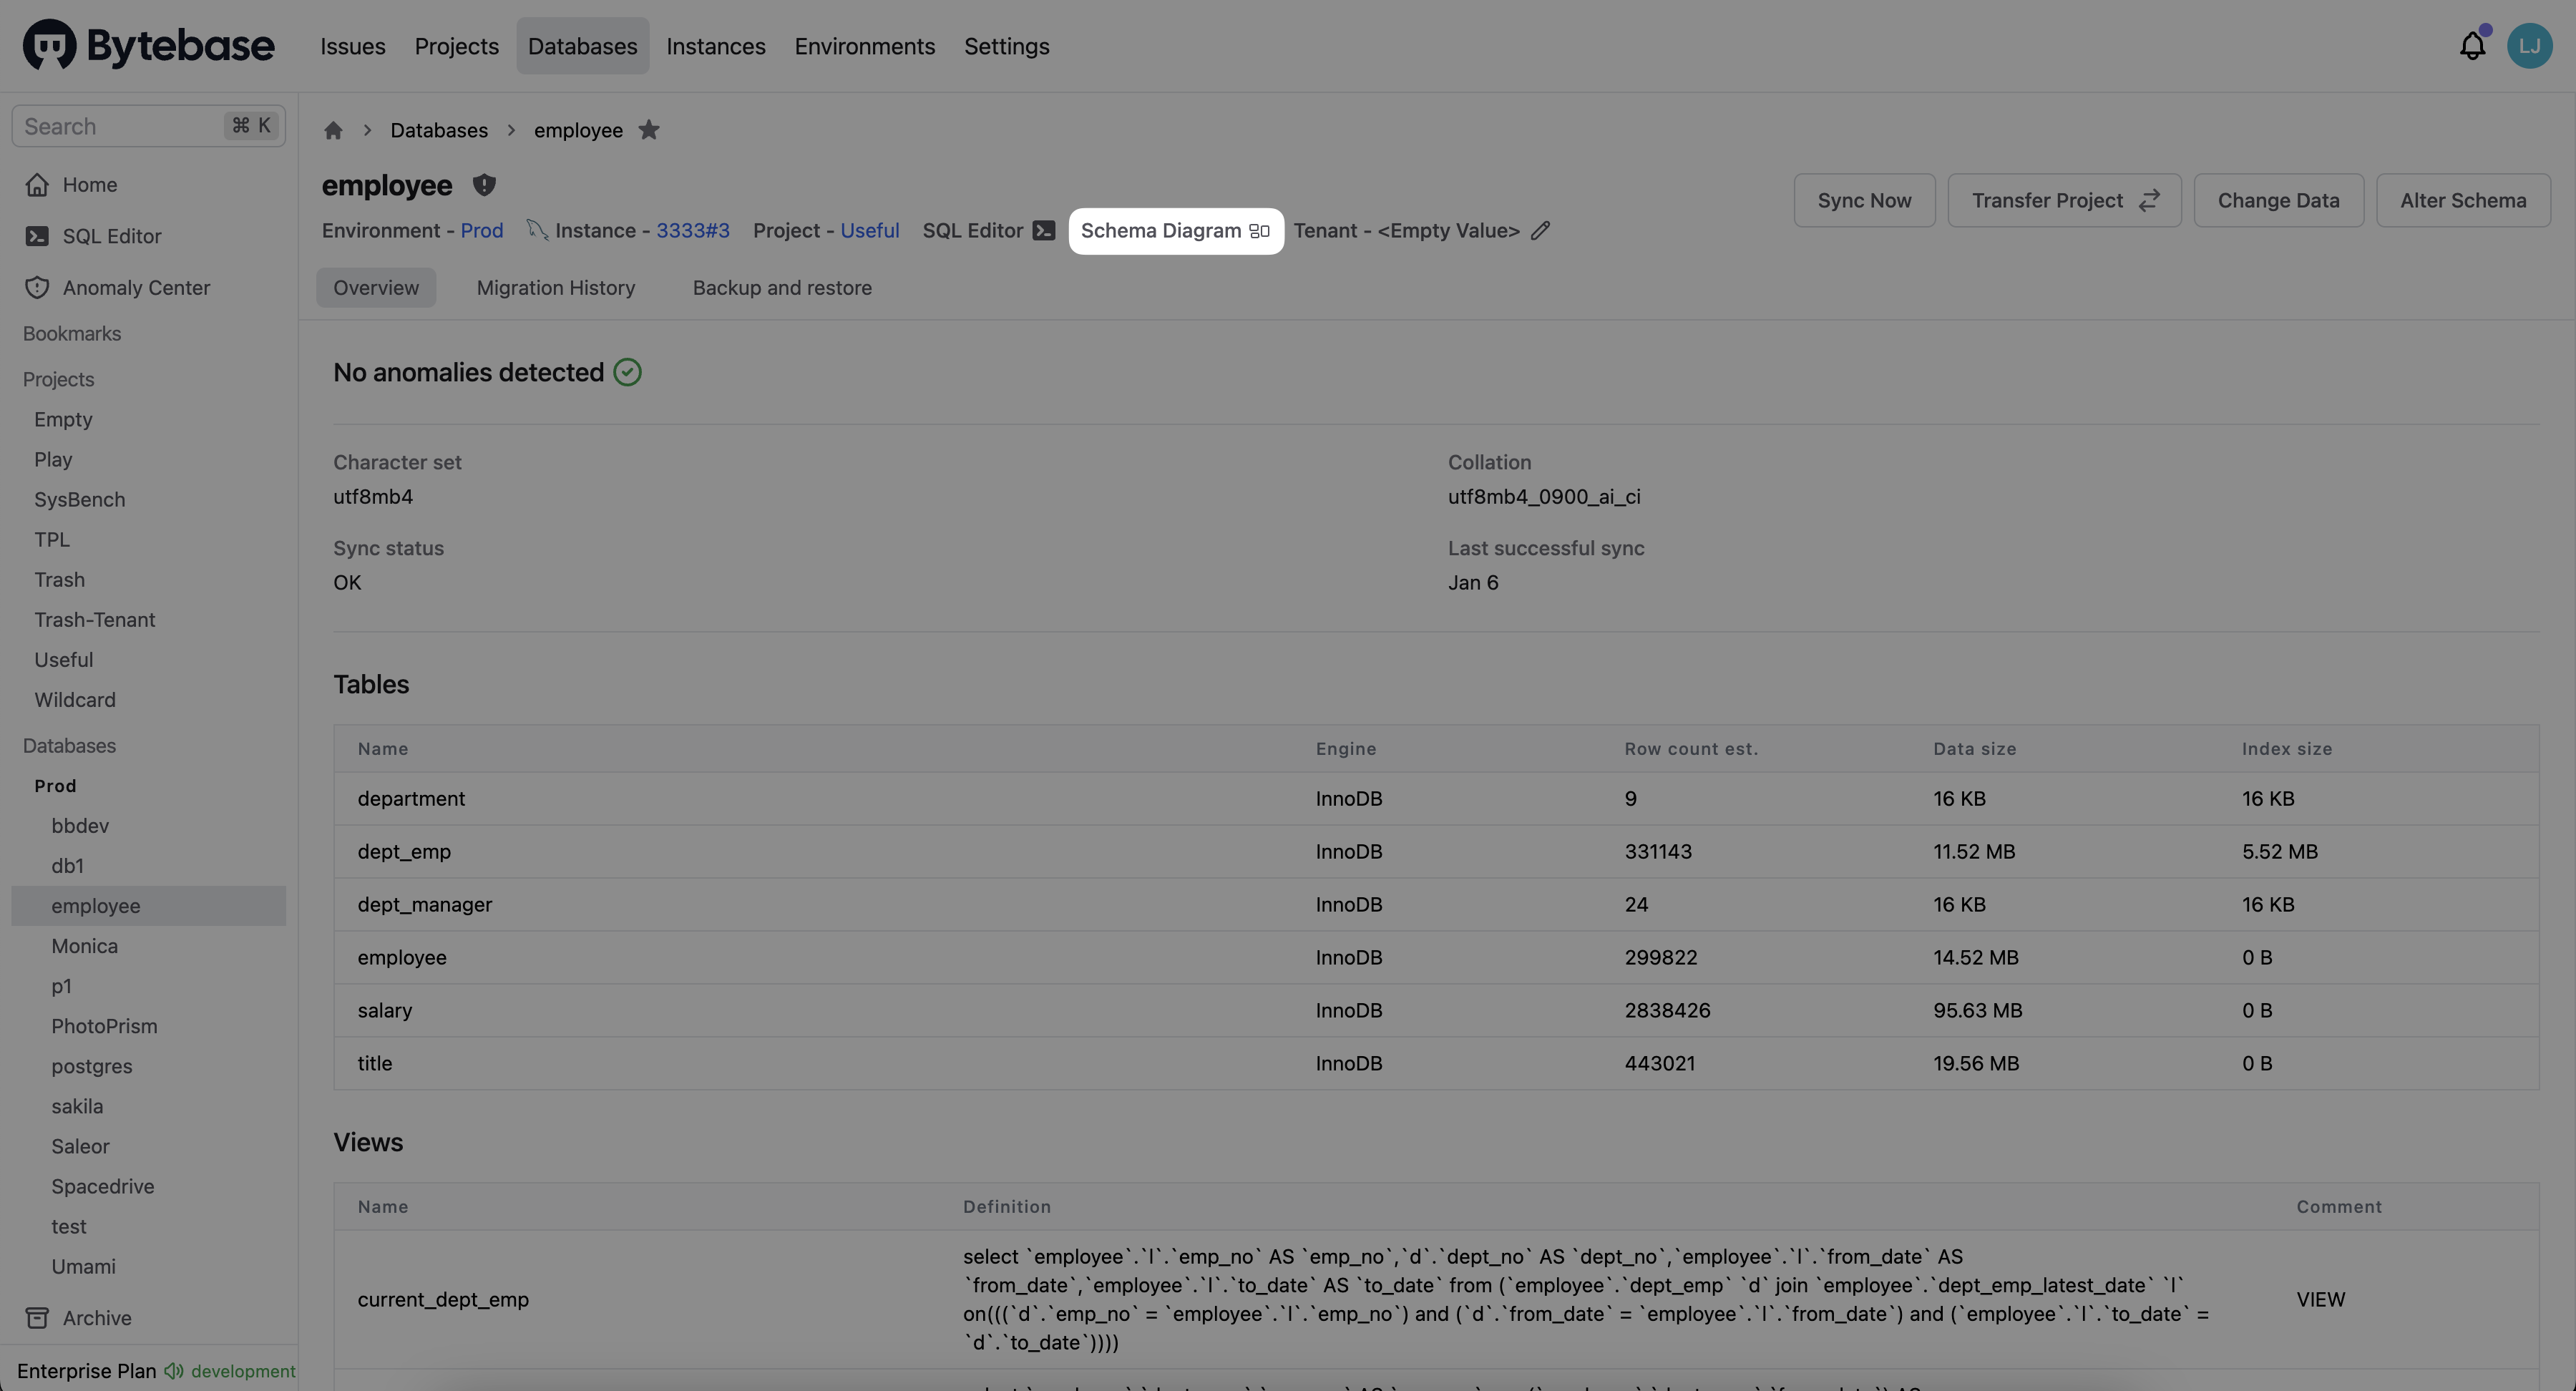 Bytebase Issues Projects Databases Instances Environments Settings LJ
Search ⌘ K
Home
SQL Editor
Anomaly Center
Bookmarks
Projects
Empty
Play
SysBench
TPL
Trash
Trash-Tenant
Useful
Wildcard
Databases
Prod
bbdev
db1
employee
Monica
p1
PhotoPrism
postgres
sakila
Saleor
Spacedrive
test
Umami
Archive
Enterprise Plan development
Databases > employee
employee
Sync Now Transfer Project Change Data Alter Schema
Environment - Prod Instance - 3333#3 Project - Useful SQL Editor Schema Diagram Tenant - <Empty Value>
Overview Migration History Backup and restore
No anomalies detected
Character set Collation
utf8mb4 utf8mb4_0900_ai_ci
Sync status Last successful sync
OK Jan 6
Tables
Name Engine Row count est. Data size Index size
department InnoDB 9 16 KB 16 KB
dept_emp InnoDB 331143 11.52 MB 5.52 MB
dept_manager InnoDB 24 16 KB 16 KB
employee InnoDB 299822 14.52 MB 0 B
salary InnoDB 2838426 95.63 MB 0 B
title InnoDB 443021 19.56 MB 0 B
Views
Name Definition Comment
select `employee`.`l`.`emp_no` AS `emp_no`,`d`.`dept_no` AS `dept_no`,`employee`.`l`.`from_date` AS
`from_date`,`employee`.`l`.`to_date` AS `to_date` from (`employee`.`dept_emp` `d` join `employee`.`dept_emp_latest_date` `l`
current_dept_emp on(((`d`.`emp_no` = `employee`.`l`.`emp_no`) and (`d`.`from_date` = `employee`.`l`.`from_date`) and (`employee`.`l`.`to_date` = VIEW
`d`.`to_date`))))